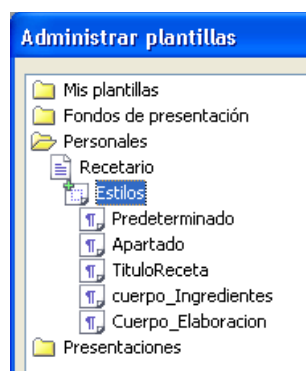 Administrar plantillas
Mis plantillas
Fondos de presentación
Personales
Recetario
Estilos
Predeterminado
Apartado
TituloReceta
cuerpo_Ingredientes
Cuerpo_Elaboracion
Presentaciones